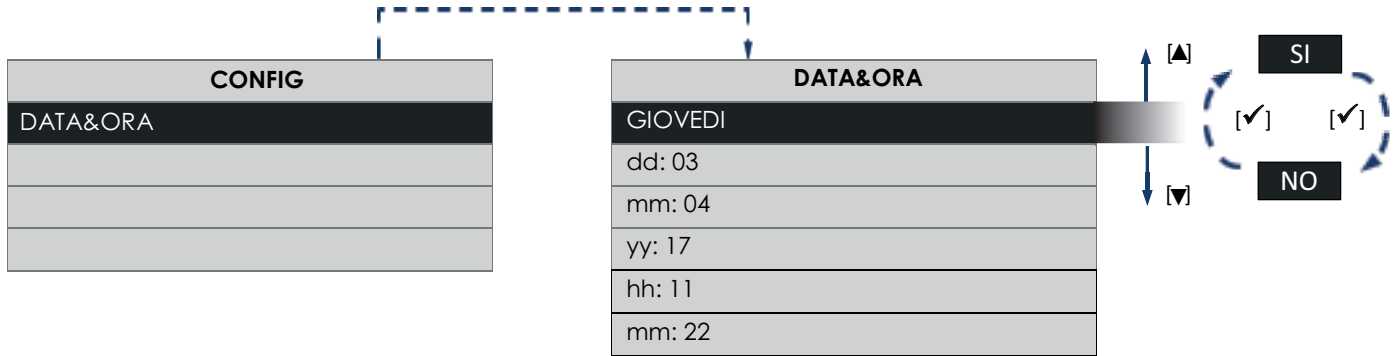 CONFIG
DATA&ORA
DATA&ORA
GIOVEDI
dd: 03
mm: 04
yy: 17
hh: 11
mm: 22
[▲]
[▼]
SI
[✔] [✔]
NO